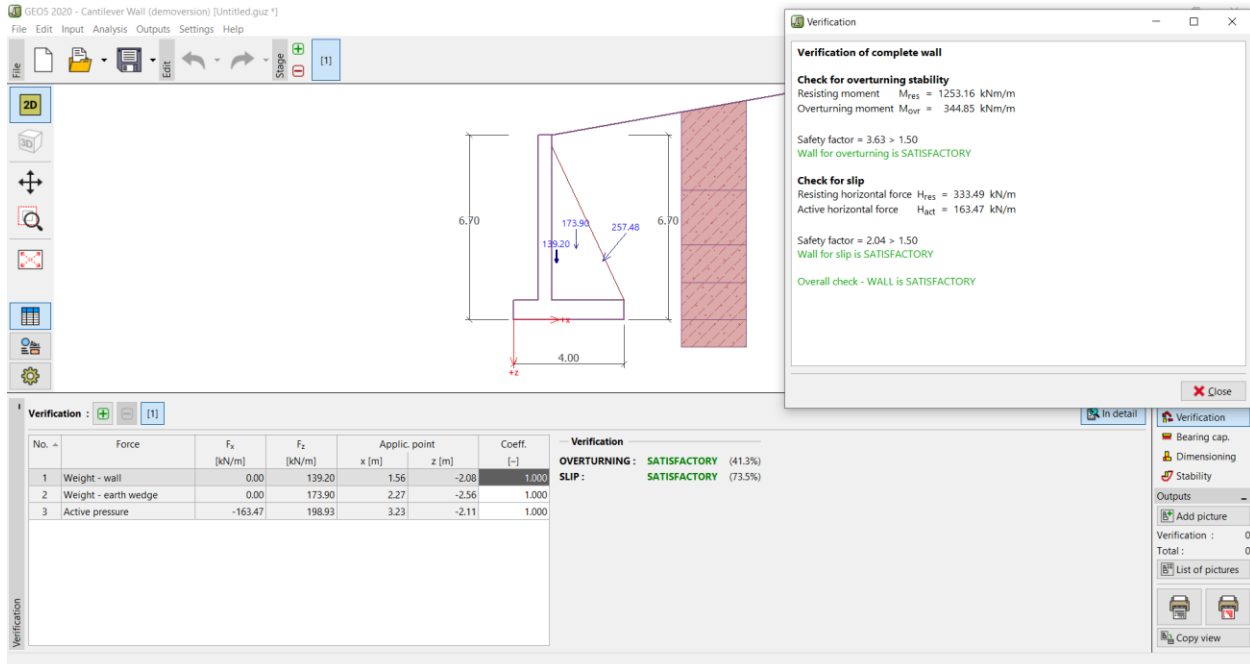 GEO5 2020 - Cantilever Wall (demoversion) [Untitled.guz *]
File Edit Input Analysis Outputs Settings Help
File
Edit
Stage
[1]
2D
3D
6.70
173.90
257.48
6.70
139.20
+x
4.00
+z
Verification
Verification of complete wall
Check for overturning stability
Resisting moment Mres = 1253.16 kNm/m
Overturning moment Movr = 344.85 kNm/m
Safety factor = 3.63 > 1.50
Wall for overturning is SATISFACTORY
Check for slip
Resisting horizontal force Hres = 333.49 kN/m
Active horizontal force Hact = 163.47 kN/m
Safety factor = 2.04 > 1.50
Wall for slip is SATISFACTORY
Overall check - WALL is SATISFACTORY
Close
Verification : [1]
In detail
No. Force Fx Fz Applic. point Coeff.
[kN/m] [kN/m] x [m] z [m] [–]
1 Weight - wall 0.00 139.20 1.56 -2.08 1.000
2 Weight - earth wedge 0.00 173.90 2.27 -2.56 1.000
3 Active pressure -163.47 198.93 3.23 -2.11 1.000
Verification
OVERTURNING : SATISFACTORY (41.3%)
SLIP : SATISFACTORY (73.5%)
Verification
Bearing cap.
Dimensioning
Stability
Outputs
Add picture
Verification : 0
Total : 0
List of pictures
Copy view
Verification